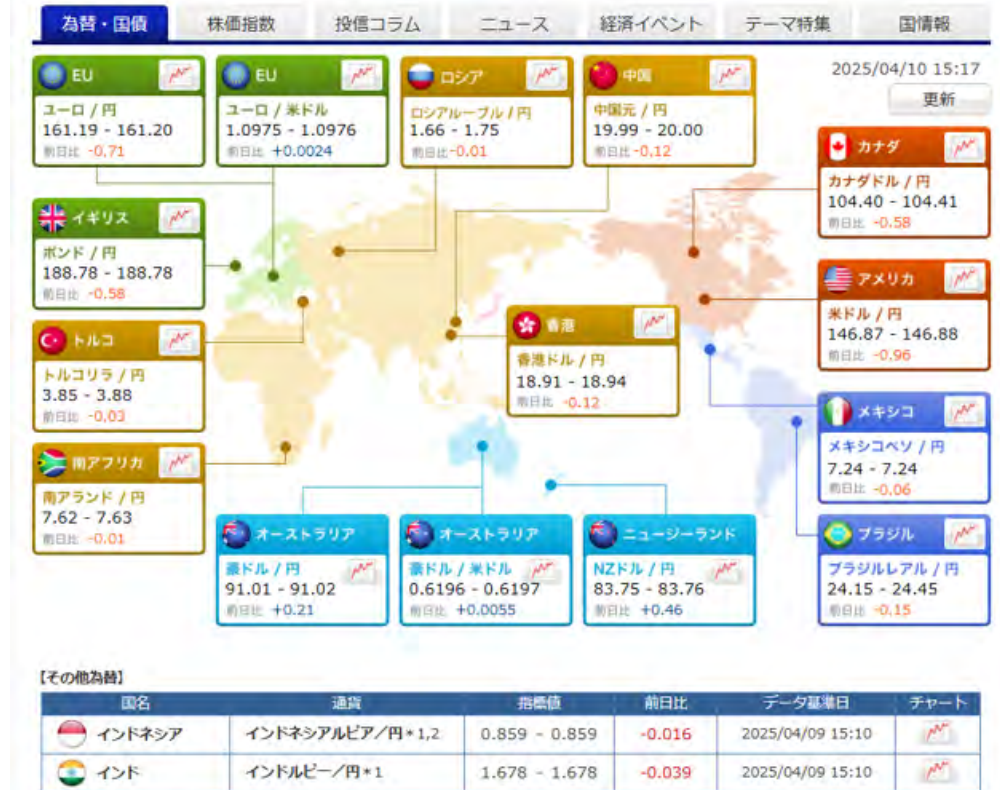 為替・国債 株価指数 投信コラム ニュース 経済イベント テーマ特集 国情報
2025/04/10 15:17
更新
EU
ユーロ / 円
161.19 - 161.20
前日比 -0.71
EU
ユーロ / 米ドル
1.0975 - 1.0976
前日比 +0.0024
ロシア
ロシアルーブル / 円
1.66 - 1.75
前日比 -0.01
中国
中国元 / 円
19.99 - 20.00
前日比 -0.12
カナダ
カナダドル / 円
104.40 - 104.41
前日比 -0.58
イギリス
ポンド / 円
188.78 - 188.78
前日比 -0.58
アメリカ
米ドル / 円
146.87 - 146.88
前日比 -0.96
トルコ
トルコリラ / 円
3.85 - 3.88
前日比 -0.03
香港
香港ドル / 円
18.91 - 18.94
前日比 -0.12
メキシコ
メキシコペソ / 円
7.24 - 7.24
前日比 -0.06
南アフリカ
南アランド / 円
7.62 - 7.63
前日比 -0.01
オーストラリア
豪ドル / 円
91.01 - 91.02
前日比 +0.21
オーストラリア
豪ドル / 米ドル
0.6196 - 0.6197
前日比 +0.0055
ニュージーランド
NZドル / 円
83.75 - 83.76
前日比 +0.46
ブラジル
ブラジルレアル / 円
24.15 - 24.45
前日比 -0.15
【その他為替】
国名 通貨 指標値 前日比 データ基準日 チャート
インドネシア インドネシアルピア／円*1,2 0.859 - 0.859 -0.016 2025/04/09 15:10
インド インドルピー／円*1 1.678 - 1.678 -0.039 2025/04/09 15:10